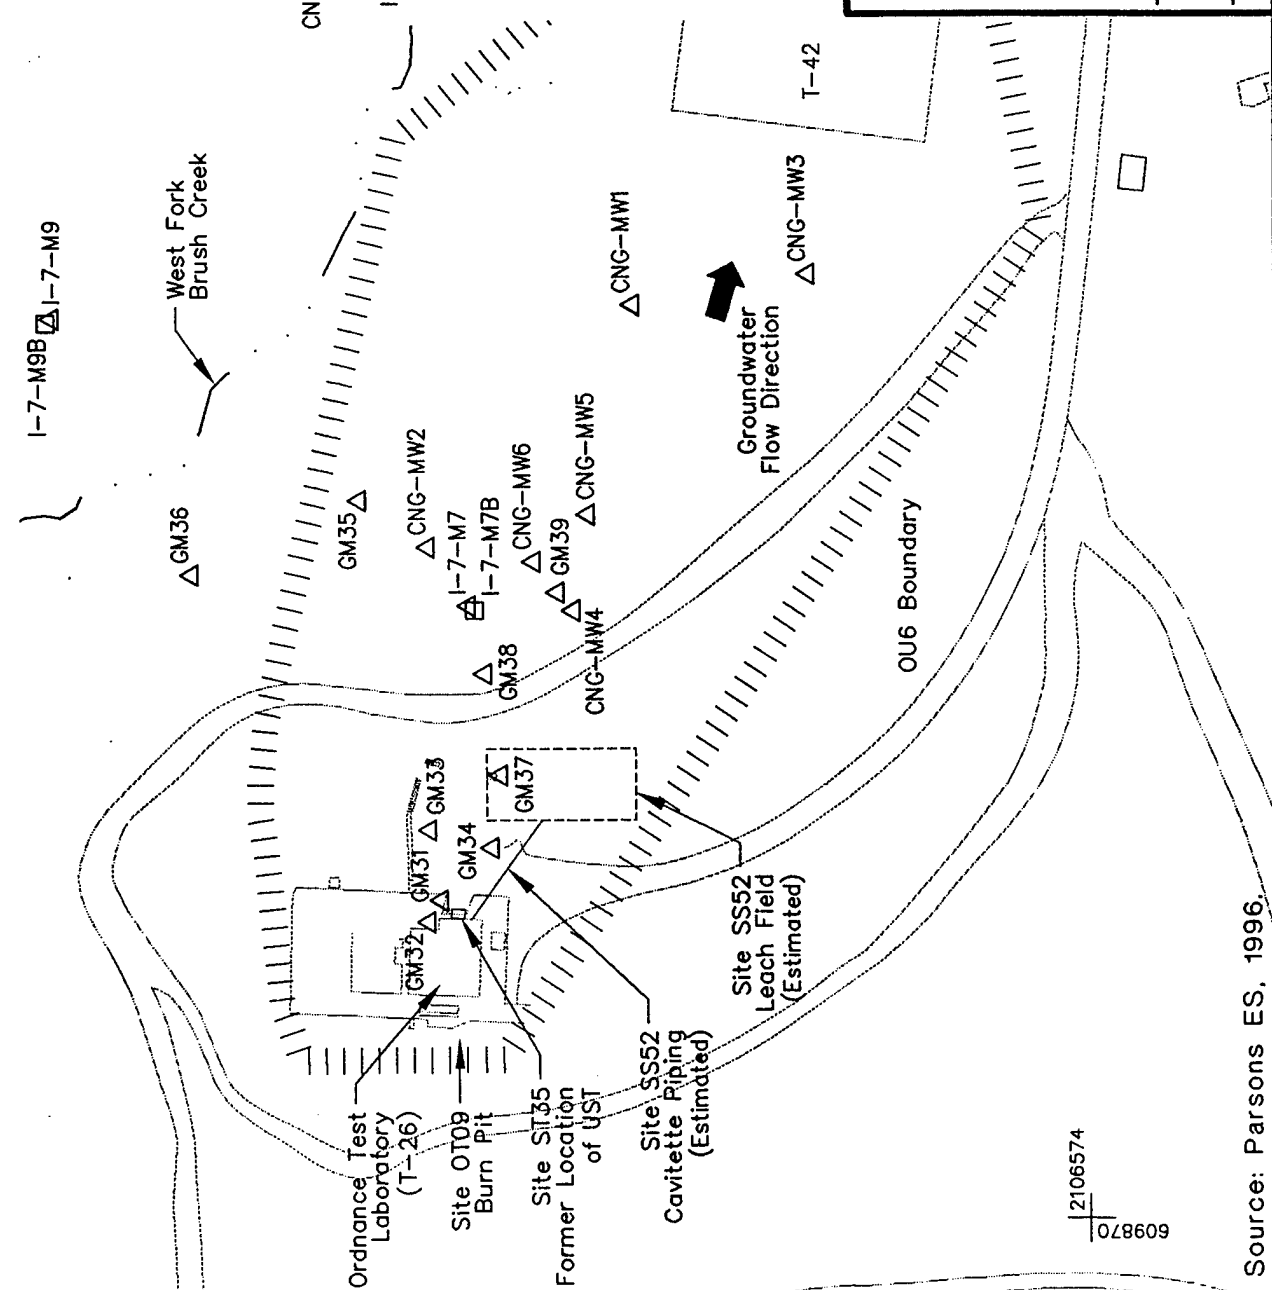 CN
I-7-M9B
I-7-M9
West Fork
Brush Creek
GM36
T-42
GM35
CNG-MW2
I-7-M7
I-7-M7B
CNG-MW6
GM39
CNG-MW5
CNG-MW4
GM38
CNG-MW1
CNG-MW3
Groundwater
Flow Direction
OU6 Boundary
GM33
GM31
GM32
GM34
GM37
Ordnance Test
Laboratory
(T-26)
Site OT09
Burn Pit
Site ST35
Former Location
of UST
Site SS52
Cavitette Piping
(Estimated)
Site SS52
Leach Field
(Estimated)
2106574
609870
Source: Parsons ES, 1996.